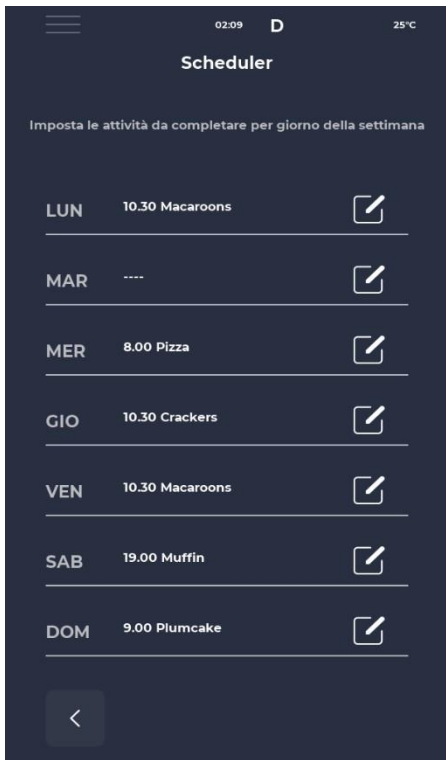 02:09 D 25°C
Scheduler
Imposta le attività da completare per giorno della settimana
LUN 10.30 Macaroons
MAR ----
MER 8.00 Pizza
GIO 10.30 Crackers
VEN 10.30 Macaroons
SAB 19.00 Muffin
DOM 9.00 Plumcake